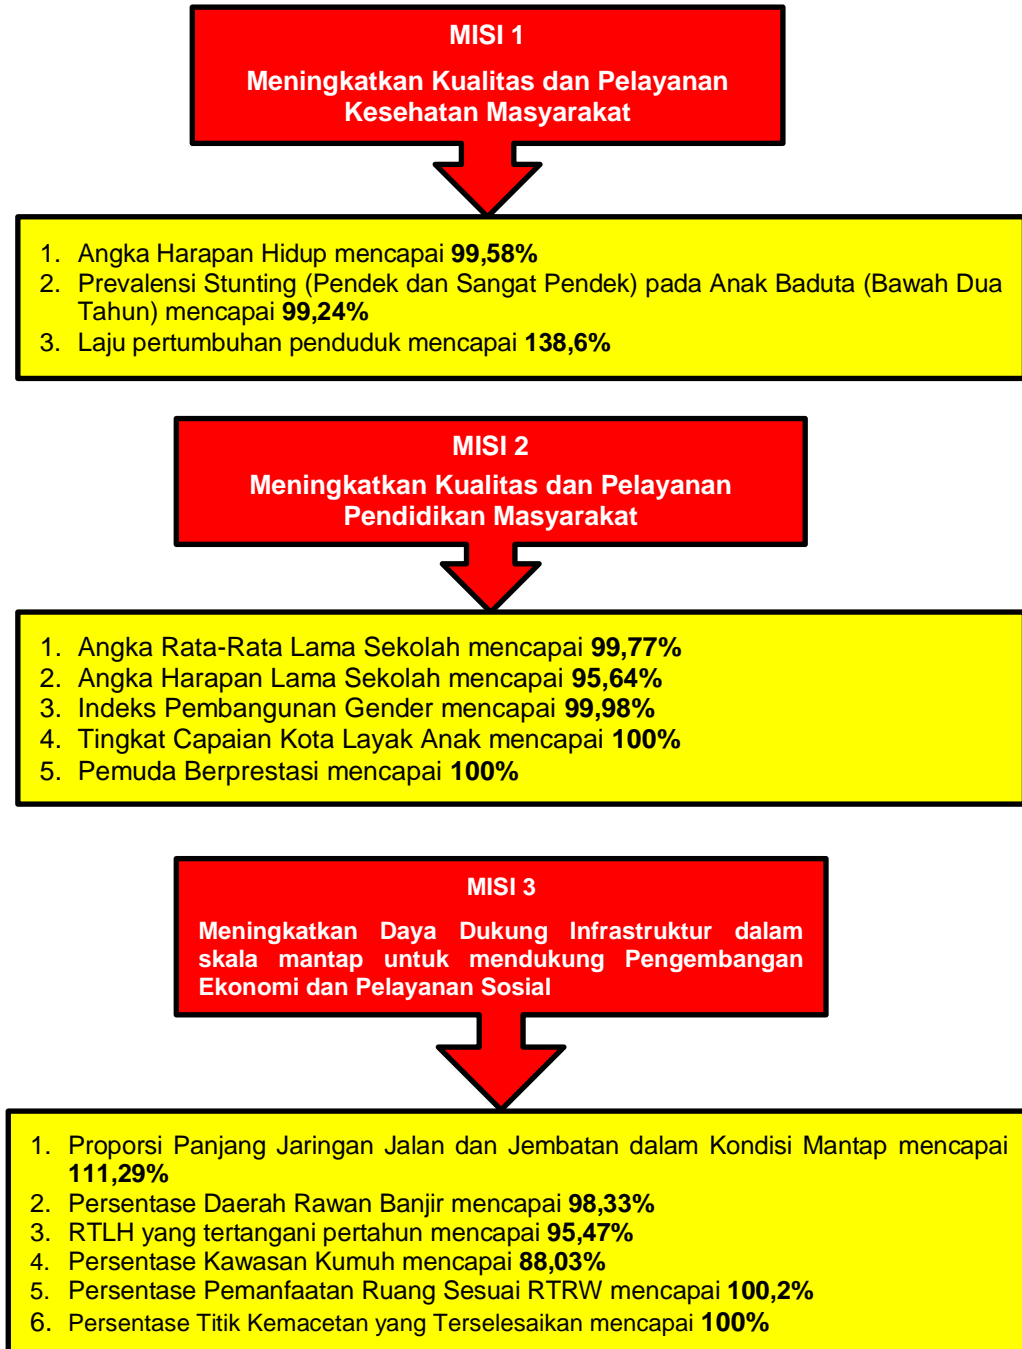 MISI 1
Meningkatkan Kualitas dan Pelayanan
Kesehatan Masyarakat
1. Angka Harapan Hidup mencapai 99,58%
2. Prevalensi Stunting (Pendek dan Sangat Pendek) pada Anak Baduta (Bawah Dua
Tahun) mencapai 99,24%
3. Laju pertumbuhan penduduk mencapai 138,6%
MISI 2
Meningkatkan Kualitas dan Pelayanan
Pendidikan Masyarakat
1. Angka Rata-Rata Lama Sekolah mencapai 99,77%
2. Angka Harapan Lama Sekolah mencapai 95,64%
3. Indeks Pembangunan Gender mencapai 99,98%
4. Tingkat Capaian Kota Layak Anak mencapai 100%
5. Pemuda Berprestasi mencapai 100%
MISI 3
Meningkatkan Daya Dukung Infrastruktur dalam
skala mantap untuk mendukung Pengembangan
Ekonomi dan Pelayanan Sosial
1. Proporsi Panjang Jaringan Jalan dan Jembatan dalam Kondisi Mantap mencapai
111,29%
2. Persentase Daerah Rawan Banjir mencapai 98,33%
3. RTLH yang tertangani pertahun mencapai 95,47%
4. Persentase Kawasan Kumuh mencapai 88,03%
5. Persentase Pemanfaatan Ruang Sesuai RTRW mencapai 100,2%
6. Persentase Titik Kemacetan yang Terselesaikan mencapai 100%